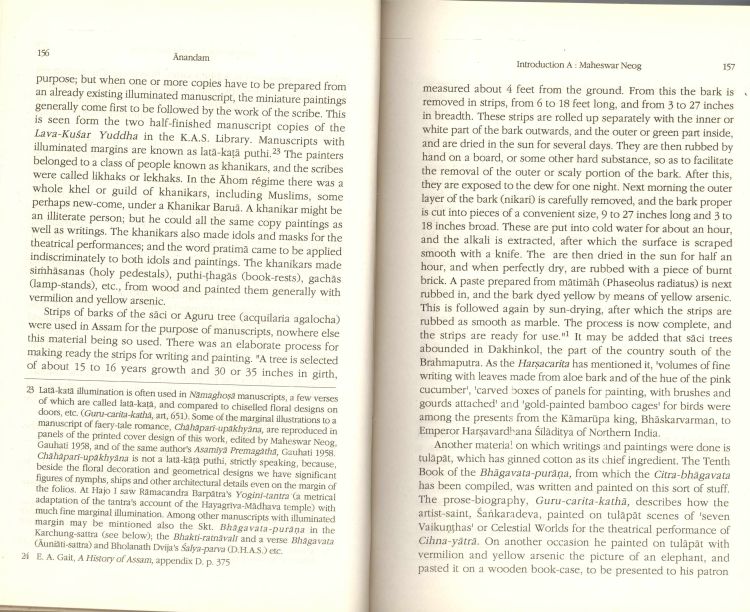 156
Ānandam
purpose; but when one or more copies have to be prepared from
an already existing illuminated manuscript, the miniature paintings
generally come first to be followed by the work of the scribe. This
is seen form the two half-finished manuscript copies of the
Lava-Kuśar Yuddha in the K.A.S. Library. Manuscripts with
illuminated margins are known as latā-kaṭā puthi.23 The painters
belonged to a class of people known as khanikars, and the scribes
were called likhaks or lekhaks. In the Āhom régime there was a
whole khel or guild of khanikars, including Muslims, some
perhaps new-come, under a Khanikar Baruā. A khanikar might be
an illiterate person; but he could all the same copy paintings as
well as writings. The khanikars also made idols and masks for the
theatrical performances; and the word pratimā came to be applied
indiscriminately to both idols and paintings. The khanikars made
siṁhāsanas (holy pedestals), puthi-ṭhagās (book-rests), gachās
(lamp-stands), etc., from wood and painted them generally with
vermilion and yellow arsenic.
Strips of barks of the sāci or Aguru tree (acquilaria agalocha)
were used in Assam for the purpose of manuscripts, nowhere else
this material being so used. There was an elaborate process for
making ready the strips for writing and painting. "A tree is selected
of about 15 to 16 years growth and 30 or 35 inches in girth,
23 Latā-kaṭā illumination is often used in Nāmaghoṣā manuscripts, a few verses
of which are called latā-kaṭā, and compared to chiselled floral designs on
doors, etc. (Guru-carita-kathā, art, 651). Some of the marginal illustrations to a
manuscript of faery-tale romance, Chāhāpari-upākhyāna, are reproduced in
panels of the printed cover design of this work, edited by Maheswar Neog,
Gauhati 1958, and of the same author's Asamiyā Premagāthā, Gauhati 1958.
Chāhāpari-upākhyāna is not a latā-kaṭā puthi, strictly speaking, because,
beside the floral decoration and geometrical designs we have significant
figures of nymphs, ships and other architectural details even on the margin of
the folios. At Hajo I saw Rāmacandra Barpātra's Yogini-tantra (a metrical
adaptation of the tantra's account of the Hayagriva-Mādhava temple) with
much fine marginal illumination. Among other manuscripts with illuminated
margin may be mintioned also the Skt. Bhāgavata-purāṇa in the
Karchung-sattra (see below); the Bhakti-ratnāvali and a verse Bhāgavata
(Āuniāti-sattra) and Bholanath Dvija's Śalya-parva (D.H.A.S.) etc.
24 E. A. Gait, A History of Assam, appendix D. p. 375
Introduction A : Maheswar Neog
157
measured about 4 feet from the ground. From this the bark is
removed in strips, from 6 to 18 feet long, and from 3 to 27 inches
in breadth. These strips are rolled up separately with the inner or
white part of the bark outwards, and the outer or green part inside,
and are dried in the sun for several days. They are then rubbed by
hand on a board, or some other hard substance, so as to facilitate
the removal of the outer or scaly portion of the bark. After this,
they are exposed to the dew for one night. Next morning the outer
layer of the bark (nikari) is carefully removed, and the bark proper
is cut into pieces of a convenient size, 9 to 27 inches long and 3 to
18 inches broad. These are put into cold water for about an hour,
and the alkali is extracted, after which the surface is scraped
smooth with a knife. The are then dried in the sun for half an
hour, and when perfectly dry, are rubbed with a piece of burnt
brick. A paste prepared from mātimāh (Phaseolus radiatus) is next
rubbed in, and the bark dyed yellow by means of yellow arsenic.
This is followed again by sun-drying, after which the strips are
rubbed as smooth as marble. The process is now complete, and
the strips are ready for use."1 It may be added that sāci trees
abounded in Dakhinkol, the part of the country south of the
Brahmaputra. As the Harṣacarita has mentioned it, 'volumes of fine
writing with leaves made from aloe bark and of the hue of the pink
cucumber', 'carved boxes of panels for painting, with brushes and
gourds attached' and 'gold-painted bamboo cages' for birds were
among the presents from the Kāmarūpa king, Bhāskarvarman, to
Emperor Harṣavardhana Śīlāditya of Northern India.
Another material on which writings and paintings were done is
tulāpāt, which has ginned cotton as its chief ingredient. The Tenth
Book of the Bhāgavata-purāṇa, from which the Citra-bhāgavata
has been compiled, was written and painted on this sort of stuff.
The prose-biography, Guru-carita-kathā, describes how the
artist-saint, Śaṅkaradeva, painted on tulāpāt scenes of 'seven
Vaikuṇṭhas' or Celestial Worlds for the theatrical performance of
Cihna-yātrā. On another occasion he painted on tulāpāt with
vermilion and yellow arsenic the picture of an elephant, and
pasted it on a wooden book-case, to be presented to his patron